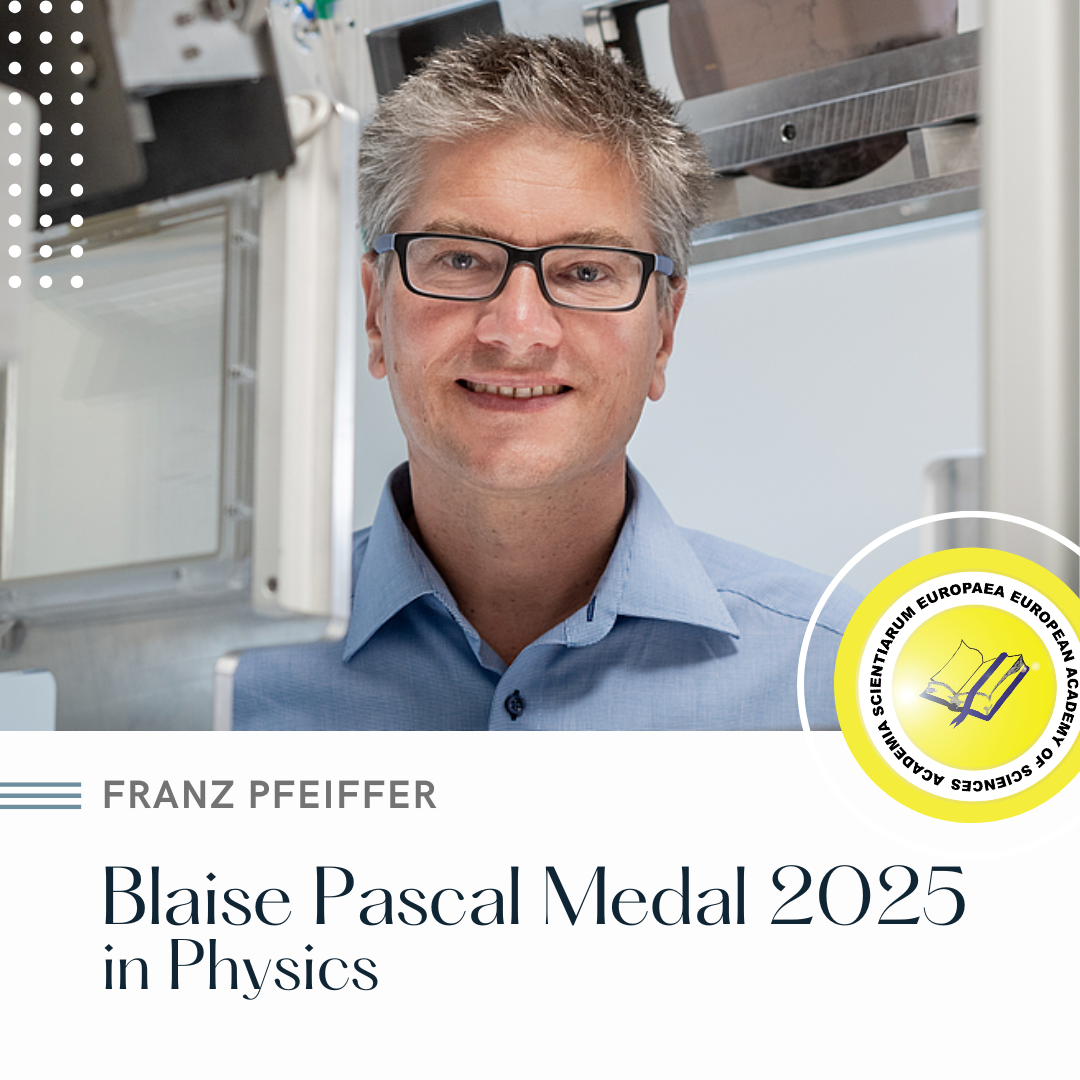 ACADEMIA SCIENTIARUM EUROPAEA EUROPEAN ACADEMY OF SCIENCES
FRANZ PFEIFFER
Blaise Pascal Medal 2025
in Physics